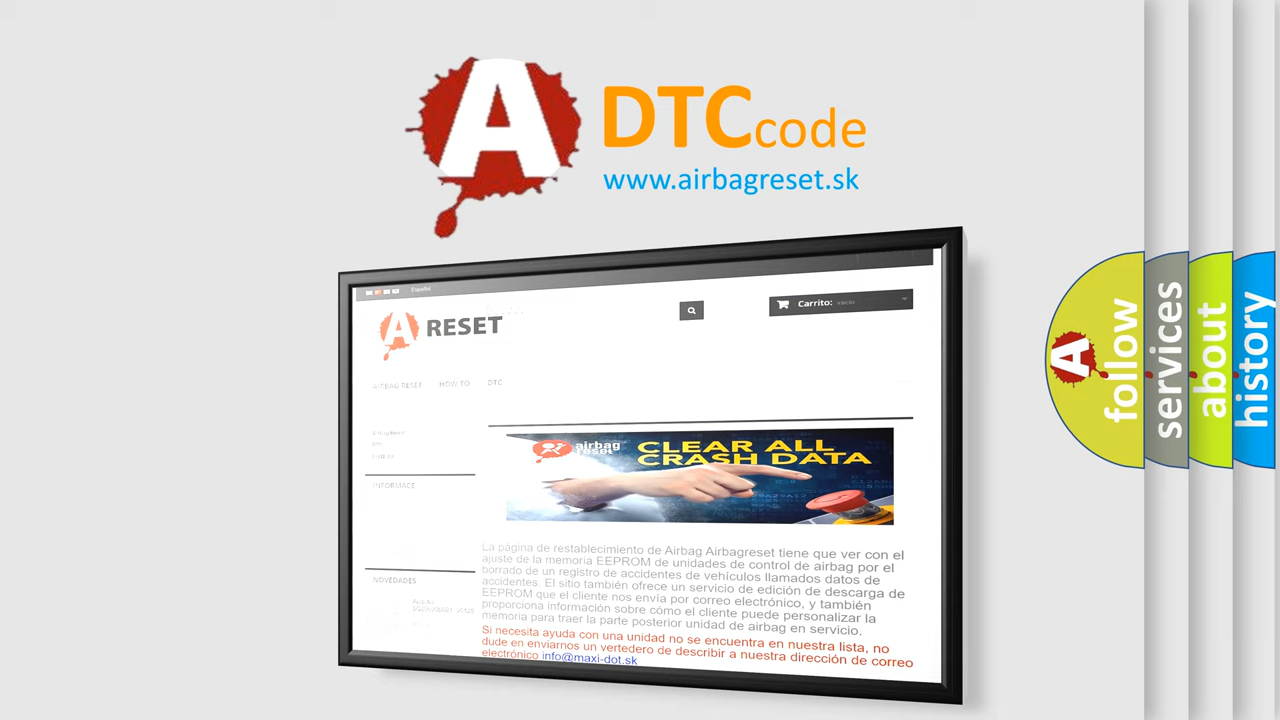 A DTC code
www.airbagreset.sk
Español
A RESET
Carrito: vacío
AIRBAG RESET HOW TO DTC
INFORMACE
NOVEDADES
airbag
reset
CLEAR ALL
CRASH DATA
La página de restablecimiento de Airbag Airbagreset tiene que ver con el
ajuste de la memoria EEPROM de unidades de control de airbag por el
borrado de un registro de accidentes de vehículos llamados datos de
accidentes. El sitio también ofrece un servicio de edición de descarga de
EEPROM que el cliente nos envía por correo electrónico, y también
proporciona información sobre cómo el cliente puede personalizar la
memoria para traer la parte posterior unidad de airbag en servicio.
Si necesita ayuda con una unidad no se encuentra en nuestra lista, no
dude en enviarnos un vertedero de describir a nuestra dirección de correo
electrónico info@maxi-dot.sk
A
follow
services
about
history